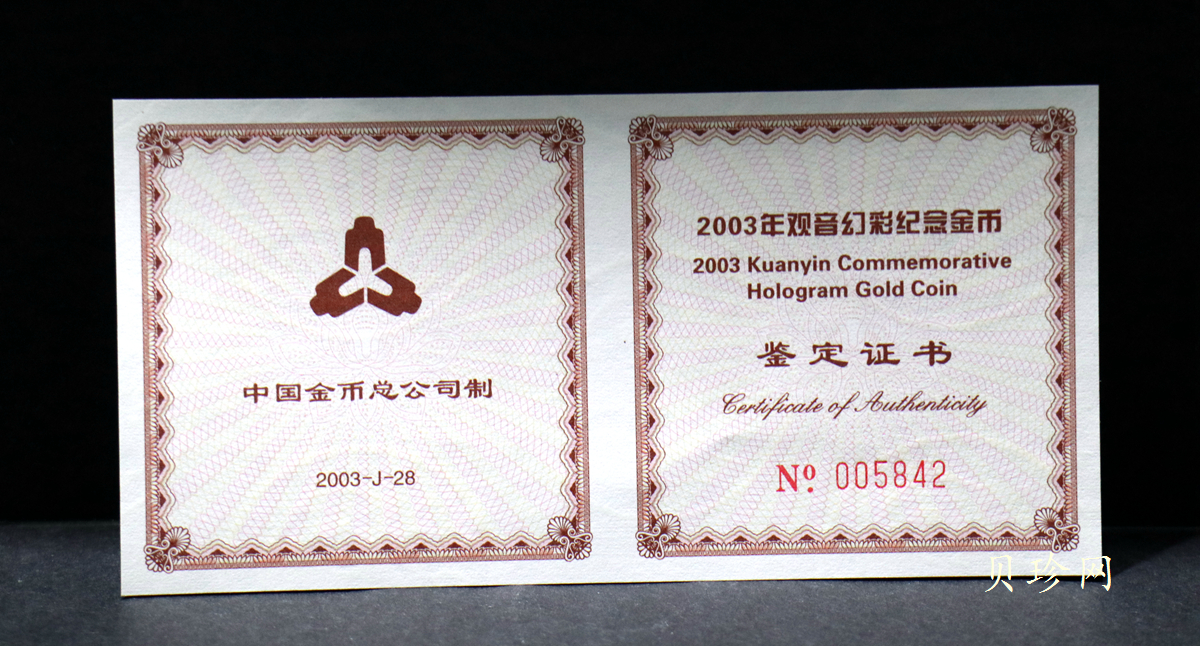 中国金币总公司制
2003-J-28
2003年观音幻彩纪念金币
2003 Kuanyin Commemorative
Hologram Gold Coin
鉴定证书
Certificate of Authenticity
Nº 005842
贝珍网